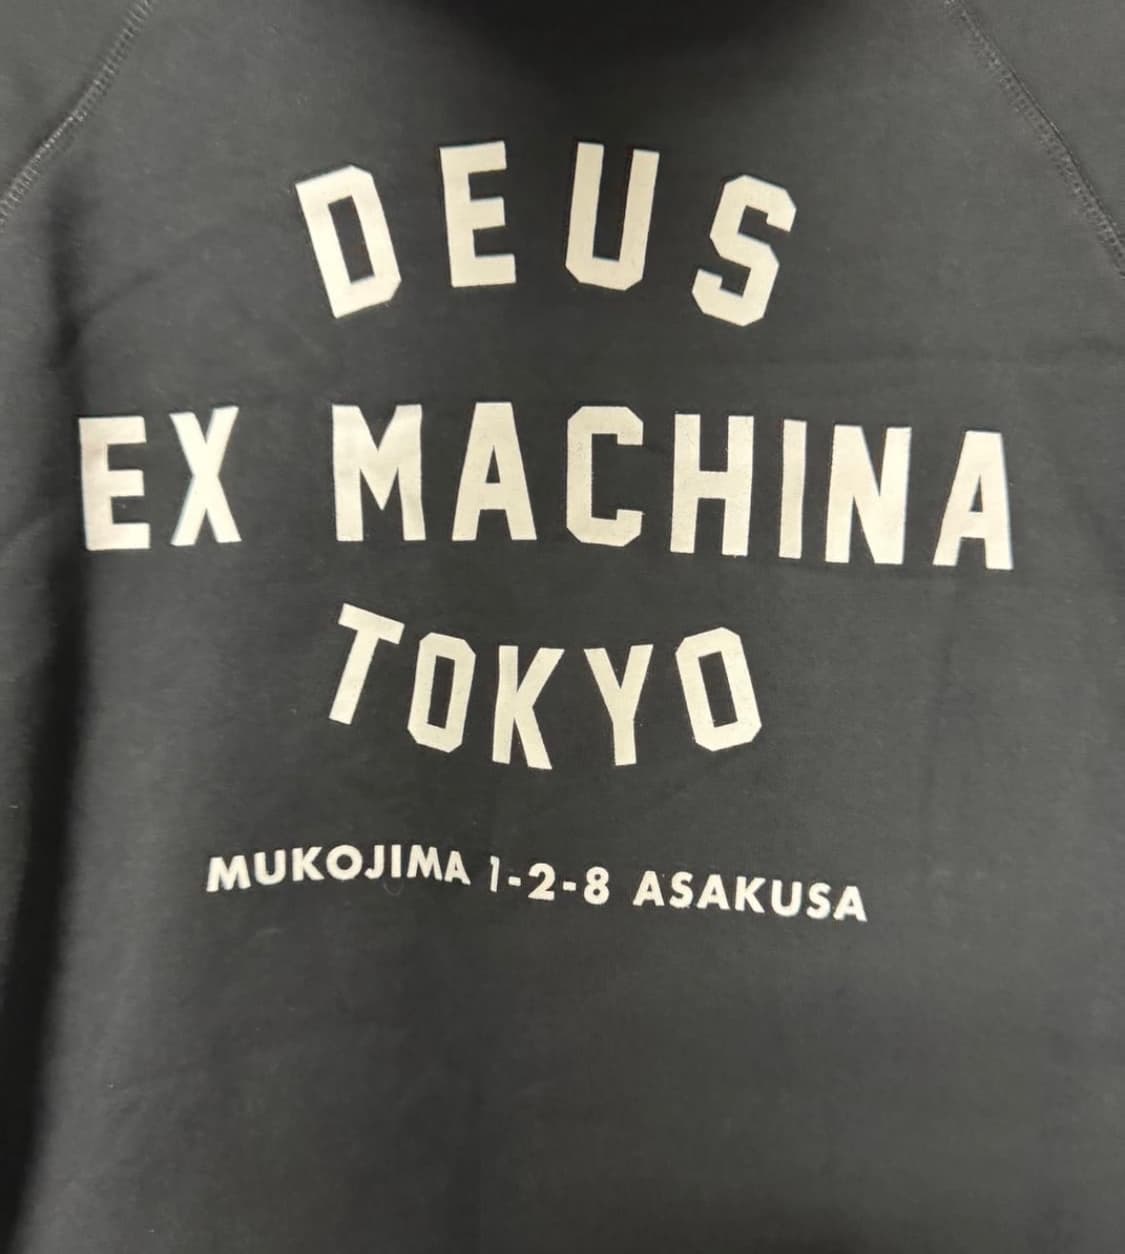 DEUS
EX MACHINA
TOKYO
MUKOJIMA 1-2-8 ASAKUSA